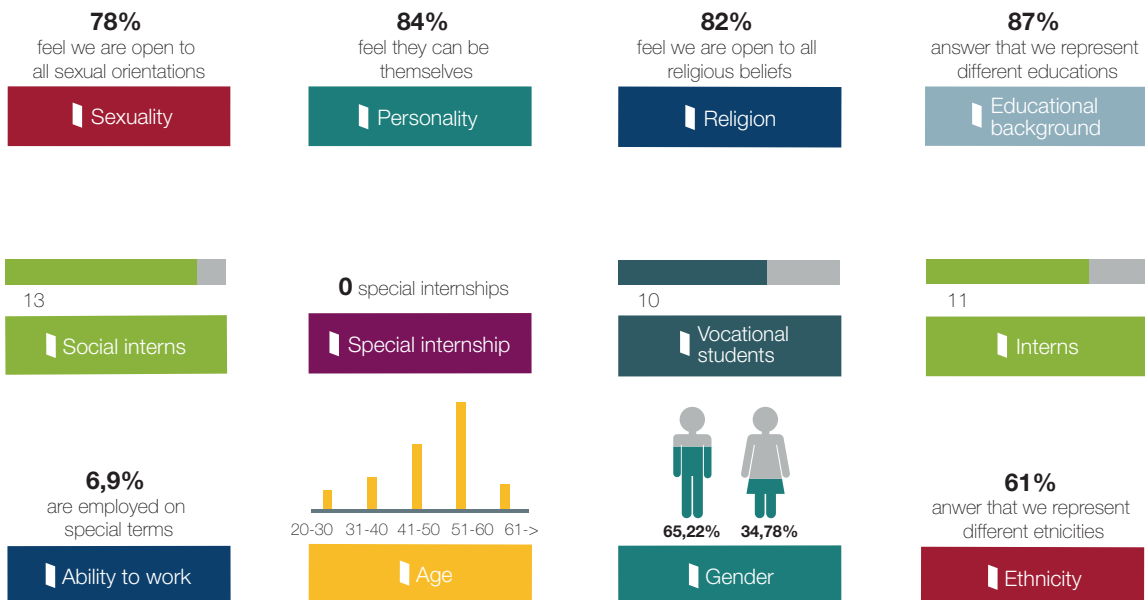 78%
feel we are open to
all sexual orientations
Sexuality
84%
feel they can be
themselves
Personality
82%
feel we are open to all
religious beliefs
Religion
87%
answer that we represent
different educations
Educational
background
13
Social interns
0 special internships
Special internship
10
Vocational
students
11
Interns
6,9%
are employed on
special terms
Ability to work
20-30 31-40 41-50 51-60 61->
Age
65,22% 34,78%
Gender
61%
anwer that we represent
different etnicities
Ethnicity